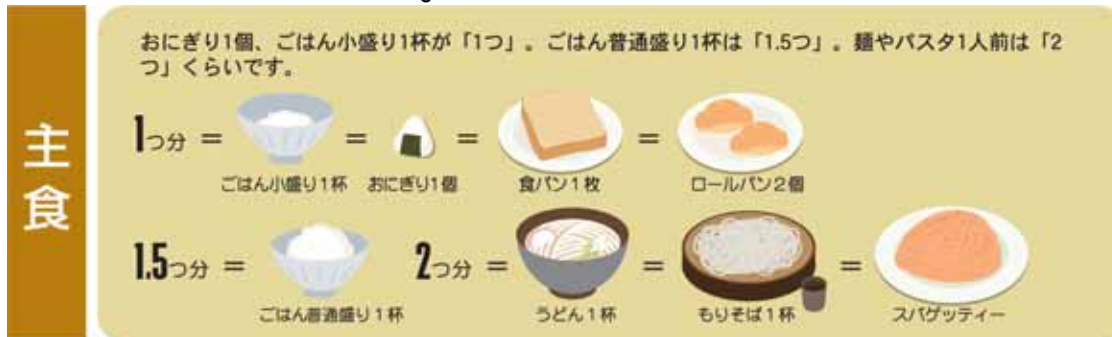 主食
おにぎり1個、ごはん小盛り1杯が「1つ」。ごはん普通盛り1杯は「1.5つ」。麺やパスタ1人前は「2
つ」くらいです。
1つ分 = = = =
ごはん小盛り1杯 おにぎり1個 食パン1枚 ロールパン2個
1.5つ分 = 2つ分 = = =
ごはん普通盛り1杯 うどん1杯 もりそば1杯 スパゲッティー